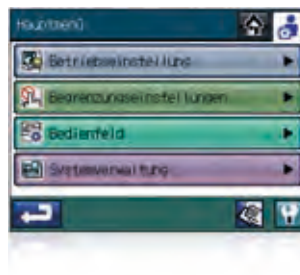 Hauptmenü
Betriebseinstellung
Begrenzungseinstellungen
Bedienfeld
Systemverwaltung